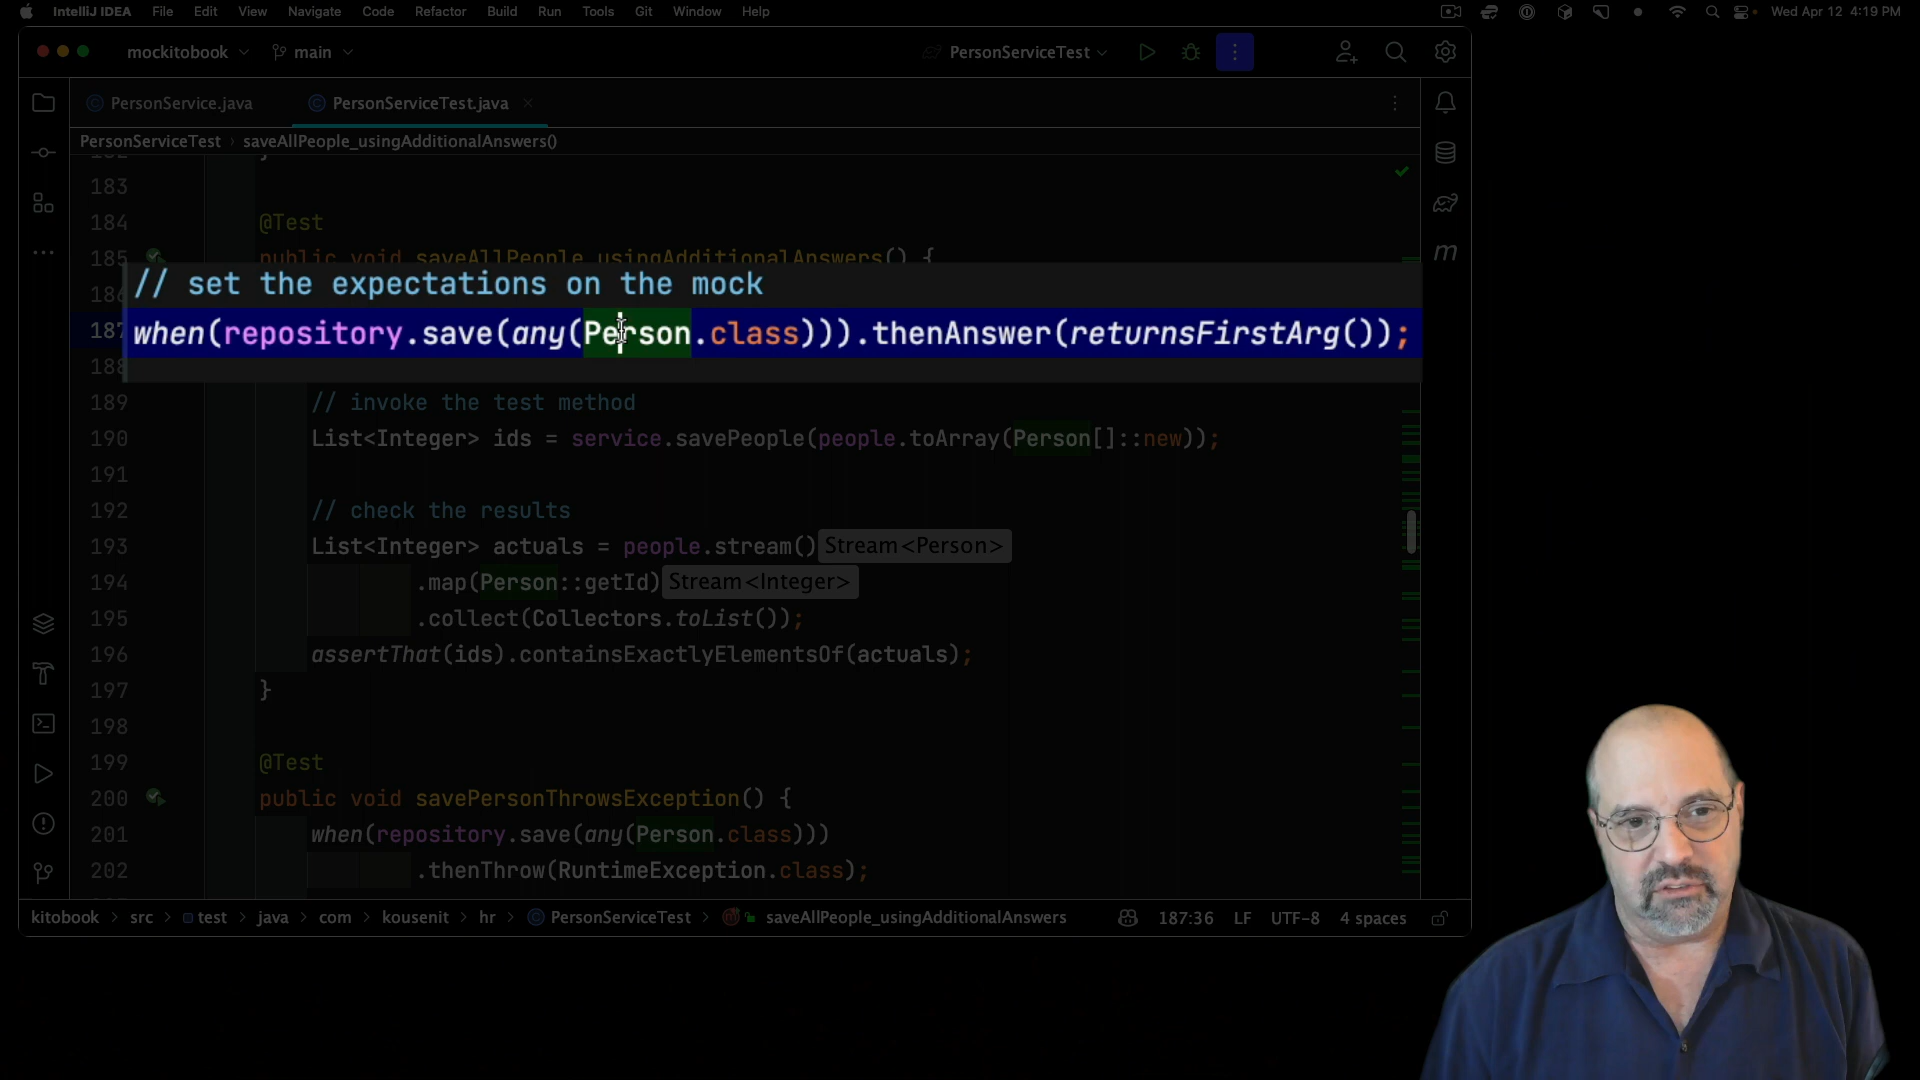 IntelliJ IDEA File Edit View Navigate Code Refactor Build Run Tools Git Window Help Wed Apr 12 4:19 PM
mockitobook main PersonServiceTest
PersonService.java PersonServiceTest.java
PersonServiceTest saveAllPeople_usingAdditionalAnswers()
182 }
183
184 @Test
185 public void saveAllPeople_usingAdditionalAnswers() {
186 // set the expectations on the mock
187 when(repository.save(any(Person.class))).thenAnswer(returnsFirstArg());
188
189 // invoke the test method
190 List<Integer> ids = service.savePeople(people.toArray(Person[]::new));
191
192 // check the results
193 List<Integer> actuals = people.stream() Stream<Person>
194 .map(Person::getId) Stream<Integer>
195 .collect(Collectors.toList());
196 assertThat(ids).containsExactlyElementsOf(actuals);
197 }
198
199 @Test
200 public void savePersonThrowsException() {
201 when(repository.save(any(Person.class)))
202 .thenThrow(RuntimeException.class);
kitobook > src > test > java > com > kousenit > hr > PersonServiceTest > saveAllPeople_usingAdditionalAnswers 187:36 LF UTF-8 4 spaces